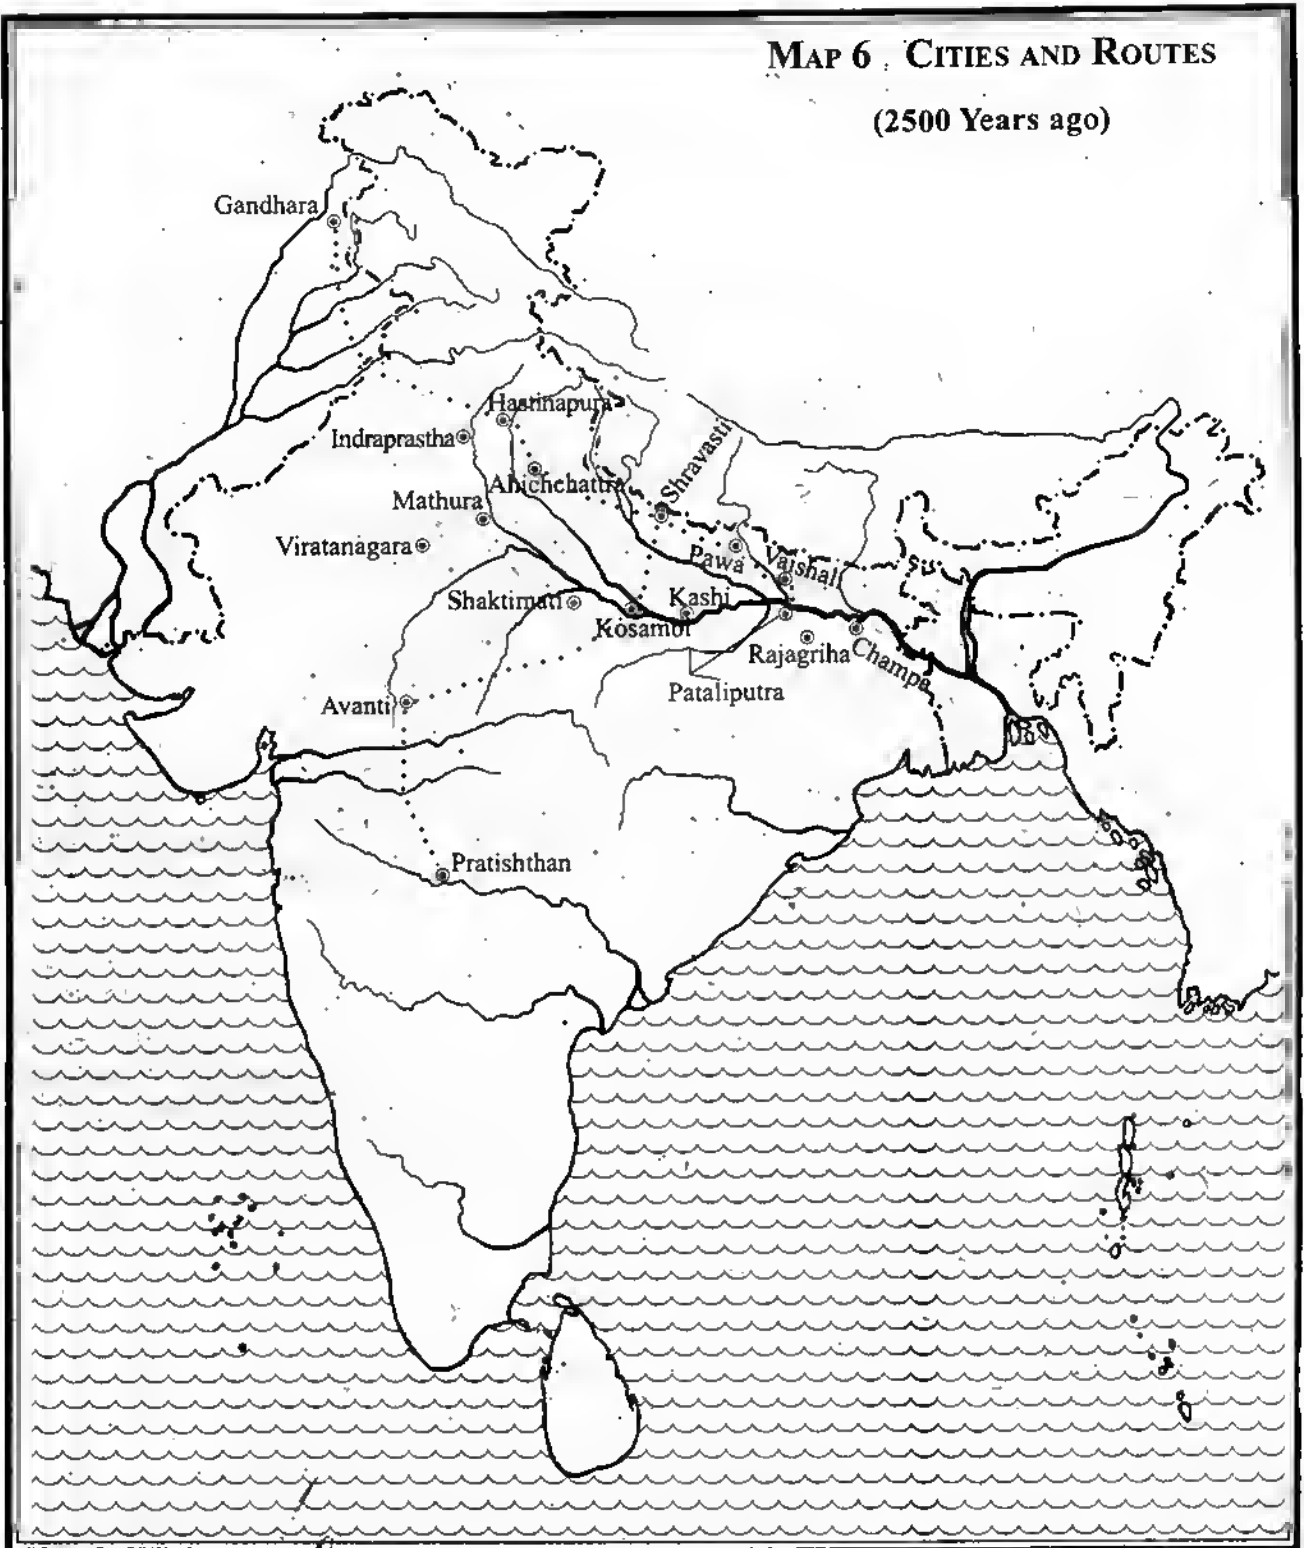 MAP 6 CITIES AND ROUTES
(2500 Years ago)
Gandhara
Hastinapura
Indraprastha
Shravasti
Ahichchattra
Mathura
Viratanagara
Pawa
Vaishali
Shaktimati
Kashi
Kosambi
Rajagriha
Champa
Pataliputra
Avanti
Pratishthan